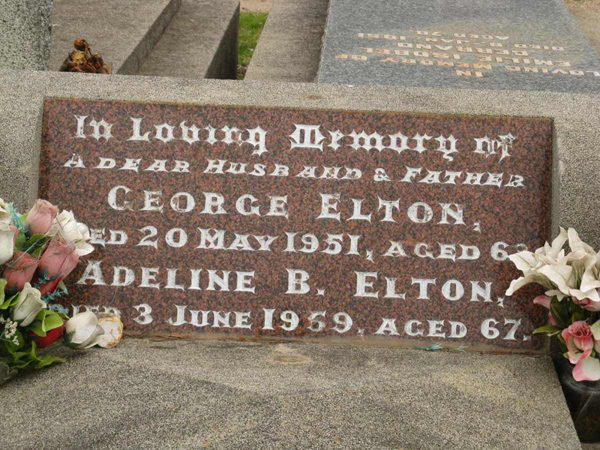 In Loving Memory of
A DEAR HUSBAND & FATHER
GEORGE ELTON,
20 MAY 1951, AGED
ADELINE B. ELTON,
3 JUNE 1959, AGED 67.